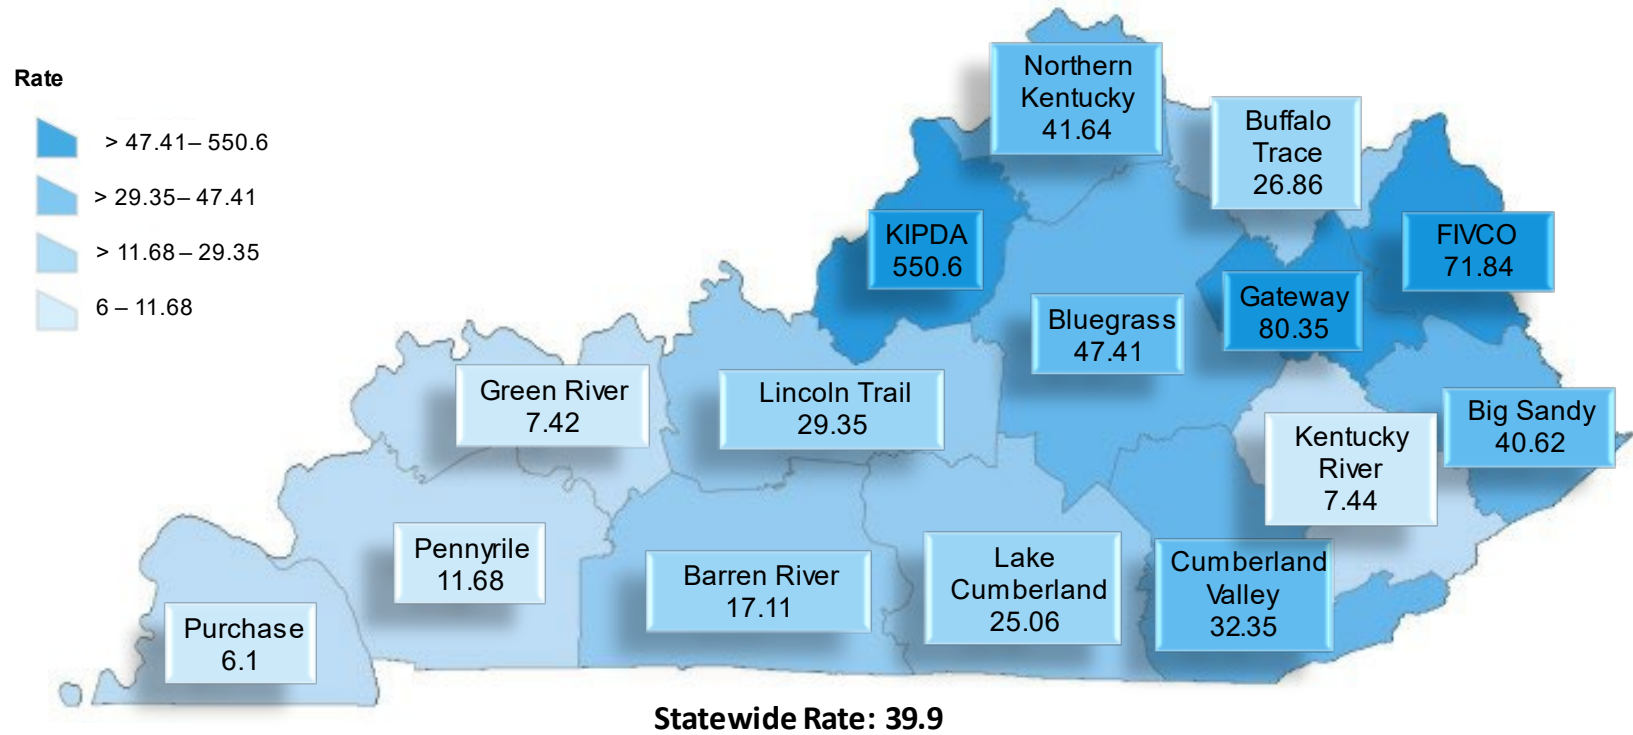 Rate
> 47.41– 550.6
> 29.35– 47.41
> 11.68 – 29.35
6 – 11.68
Northern
Kentucky
41.64
Buffalo
Trace
26.86
KIPDA
550.6
FIVCO
71.84
Gateway
80.35
Bluegrass
47.41
Green River
7.42
Lincoln Trail
29.35
Big Sandy
40.62
Kentucky
River
7.44
Pennyrile
11.68
Barren River
17.11
Lake
Cumberland
25.06
Cumberland
Valley
32.35
Purchase
6.1
Statewide Rate: 39.9